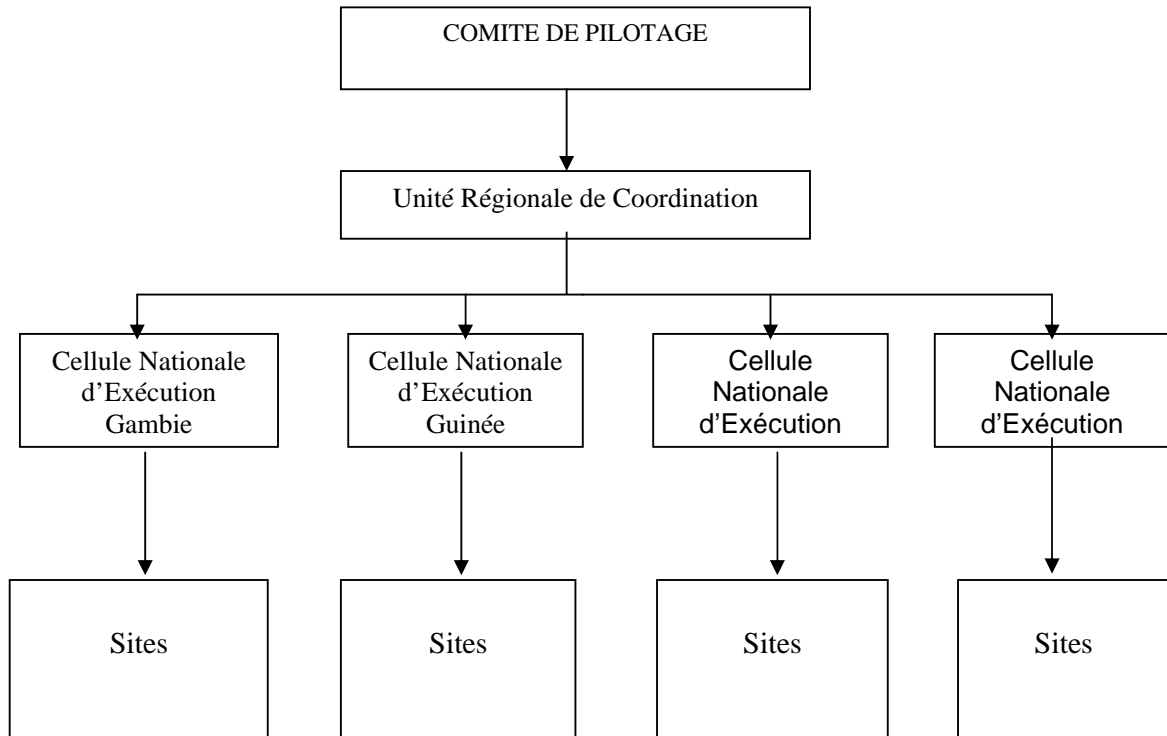 COMITE DE PILOTAGE
Unité Régionale de Coordination
Cellule Nationale
d’Exécution
Gambie
Cellule Nationale
d’Exécution
Guinée
Cellule
Nationale
d’Exécution
Cellule
Nationale
d’Exécution
Sites
Sites
Sites
Sites